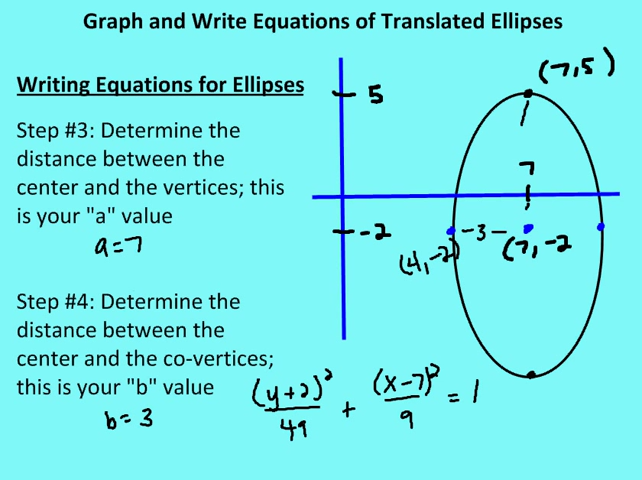 Graph and Write Equations of Translated Ellipses
Writing Equations for Ellipses
Step #3: Determine the
distance between the
center and the vertices; this
is your "a" value
a=7
Step #4: Determine the
distance between the
center and the co-vertices;
this is your "b" value
b=3
(7,5)
5
7
-2
-3-
(4,-2)
(7,-2
(y+2)²/49 + (x-7)²/9 = 1